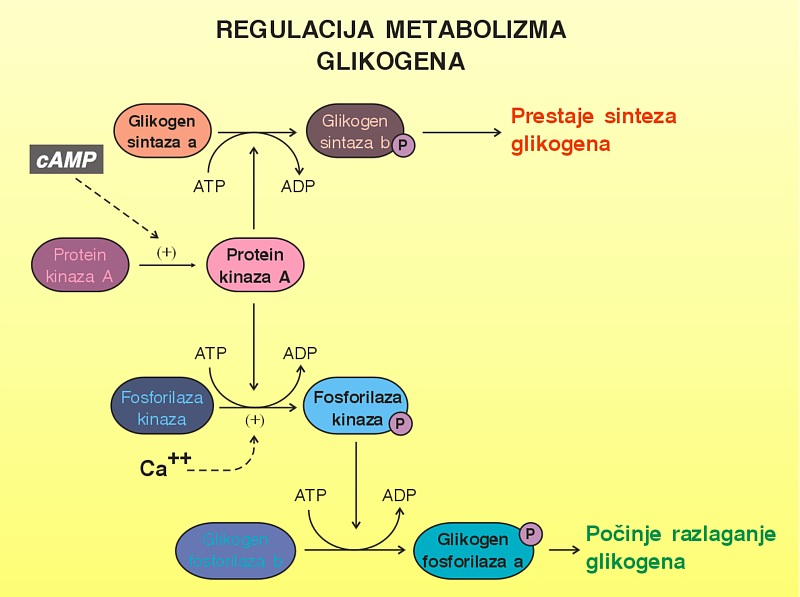 REGULACIJA METABOLIZMA
GLIKOGENA
Glikogen
sintaza a
Glikogen
sintaza b
P
Prestaje sinteza
glikogena
cAMP
ATP
ADP
Protein
kinaza A
(+)
Protein
kinaza A
ATP
ADP
Fosforilaza
kinaza
(+)
Fosforilaza
kinaza
P
Ca++
ATP
ADP
Glikogen
fosforilaza b
Glikogen
fosforilaza a
P
Počinje razlaganje
glikogena